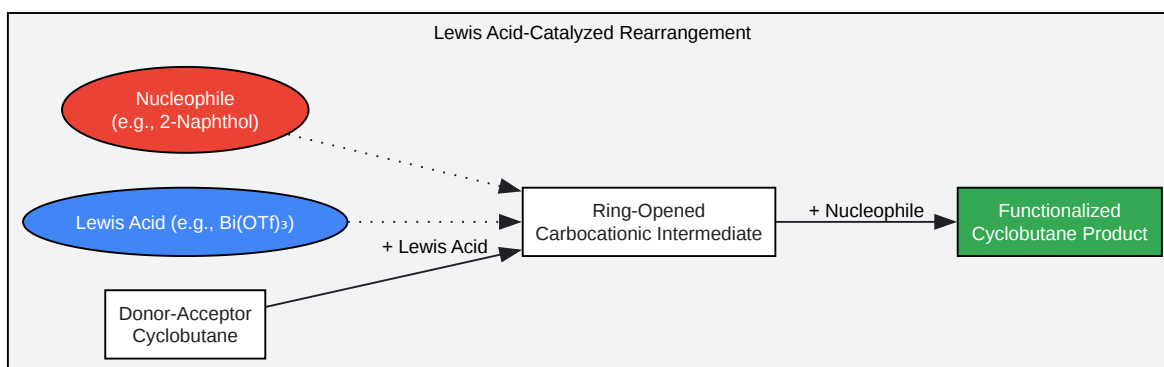 Lewis Acid-Catalyzed Rearrangement
Nucleophile
(e.g., 2-Naphthol)
Lewis Acid (e.g., Bi(OTf)₃)
+ Lewis Acid
Donor-Acceptor
Cyclobutane
Ring-Opened
Carbocationic Intermediate
+ Nucleophile
Functionalized
Cyclobutane Product